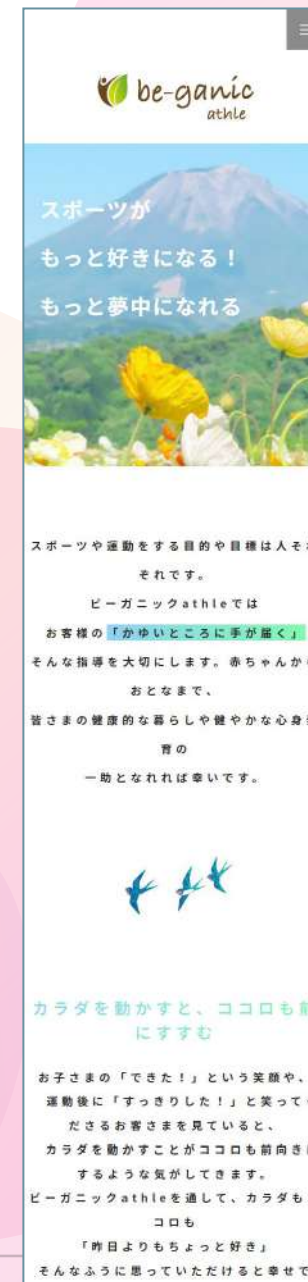 be-ganic
athle
スポーツが
もっと好きになる！
もっと夢中になれる
スポーツや運動をする目的や目標は人それ
ぞれです。
ビーガニックathleでは
お客様の「かゆいところに手が届く」
そんな指導を大切にします。赤ちゃんか
おとなまで、
皆さまの健康的な暮らしや健やかな心身
育の
一助となれれば幸いです。
カラダを動かすと、ココロも前
にすすむ
お子さまの「できた！」という笑顔や、
運動後に「すっきりした！」と笑って
ださるお客さまを見ていると、
カラダを動かすことがココロも前向きに
するような気がしてきます。
ビーガニックathleを通して、カラダも
コロも
「昨日よりもちょっと好き」
そんなふうに思っていただけると幸せで